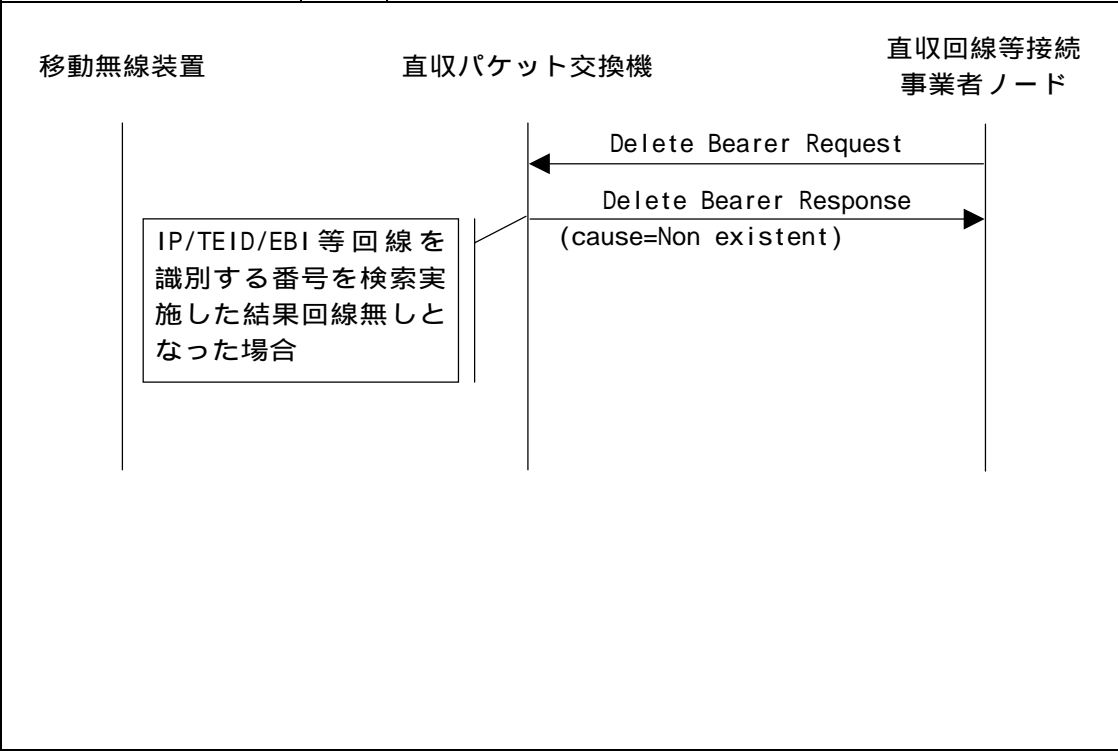 移動無線装置
直収パケット交換機
直収回線等接続
事業者ノード
Delete Bearer Request
Delete Bearer Response
(cause=Non existent)
IP/TEID/EBI等回線を
識別する番号を検索実
施した結果回線無しと
なった場合